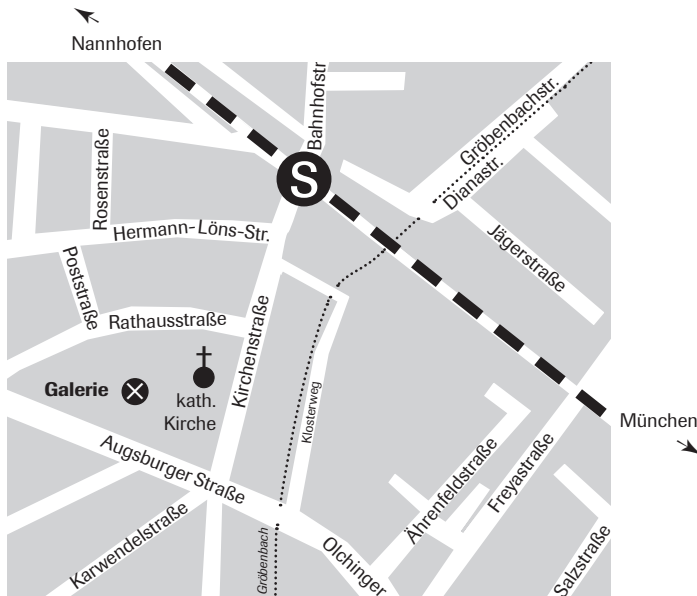 Nannhofen
Bahnhofstr
Gröbenbachstr.
Dianastr.
S
Rosenstraße
Hermann-Löns-Str.
Jägerstraße
Poststraße
Rathausstraße
Kirchenstraße
Galerie
kath.
Kirche
Klosterweg
München
Augsburger Straße
Ährenfeldstraße
Freyastraße
Karwendelstraße
Gröbenbach
Olchinger
Salzstraße